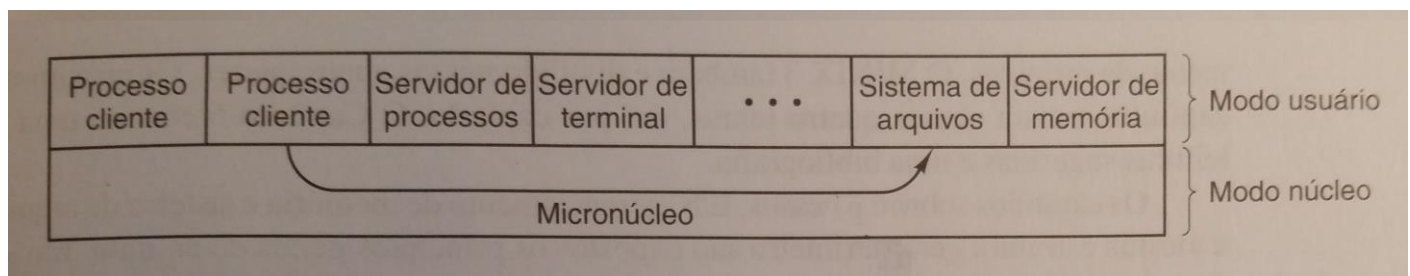 Processo
cliente
Processo
cliente
Servidor de
processos
Servidor de
terminal
• • •
Sistema de
arquivos
Servidor de
memória
Modo usuário
Micronúcleo
Modo núcleo